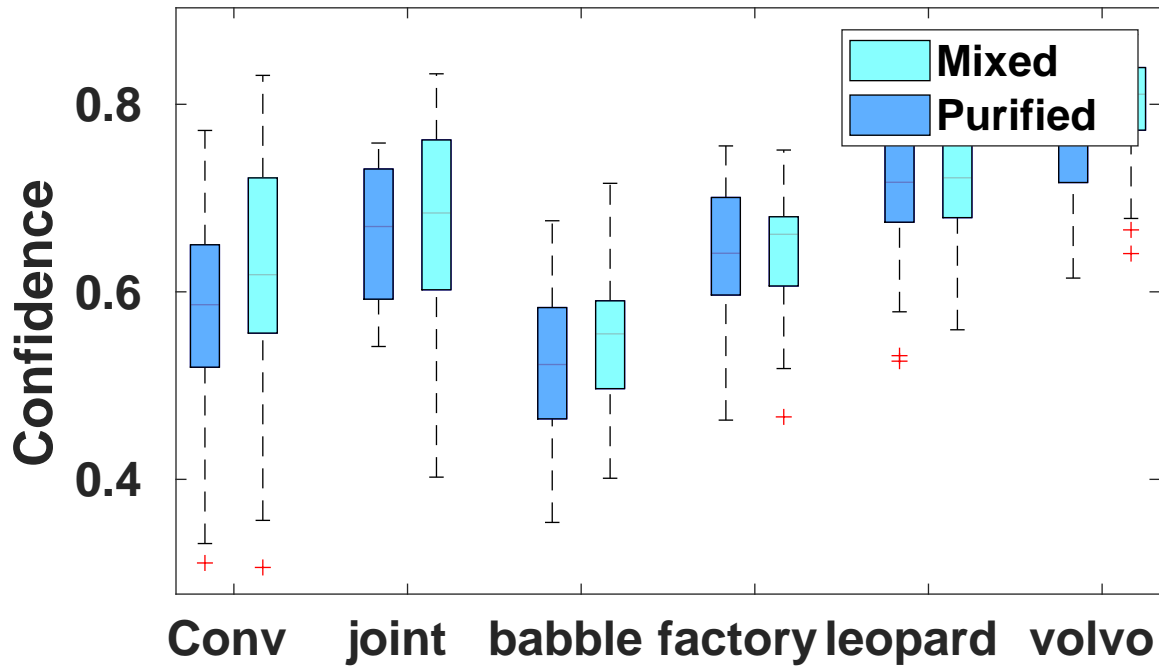 Mixed
Purified
0.8
0.6
0.4
Confidence
Conv joint babble factory leopard volvo